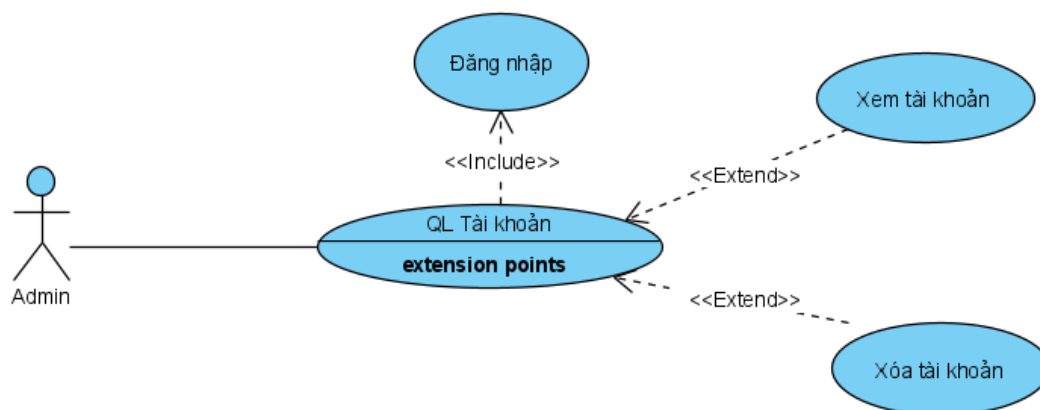 Đăng nhập
Xem tài khoản
<<Include>>
<<Extend>>
QL Tài khoản
extension points
Admin
<<Extend>>
Xóa tài khoản